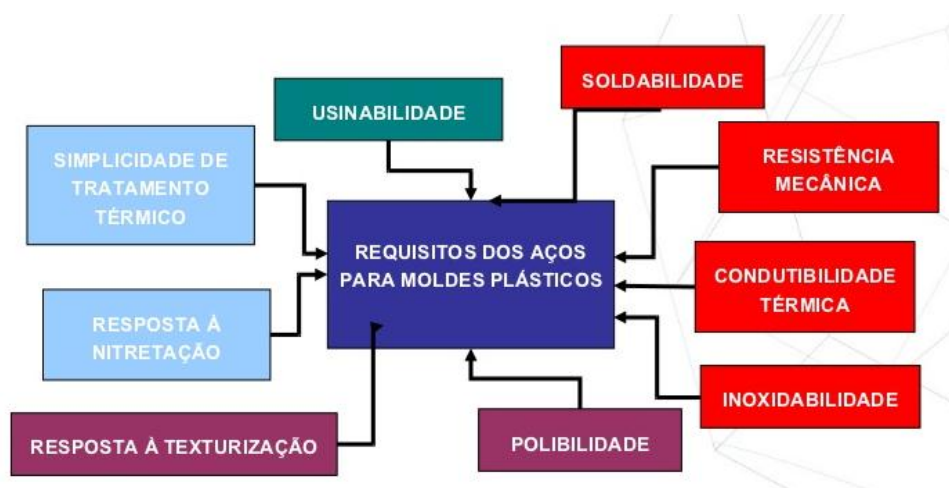 SOLDABILIDADE
USINABILIDADE
SIMPLICIDADE DE
TRATAMENTO
TÉRMICO
RESISTÊNCIA
MECÂNICA
REQUISITOS DOS AÇOS
PARA MOLDES PLÁSTICOS
CONDUTIBILIDADE
TÉRMICA
RESPOSTA À
NITRETAÇÃO
INOXIDABILIDADE
RESPOSTA À TEXTURIZAÇÃO
POLIBILIDADE